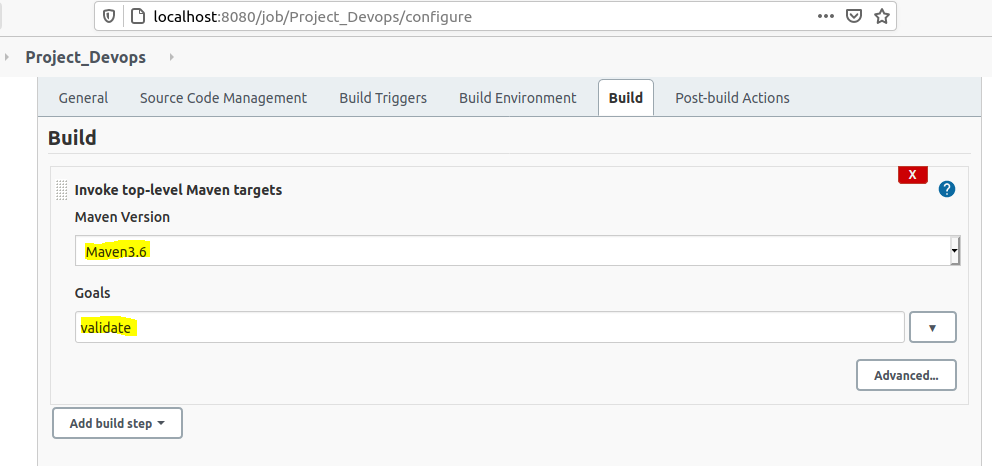 localhost:8080/job/Project_Devops/configure
Project_Devops
General Source Code Management Build Triggers Build Environment Build Post-build Actions
Build
X
Invoke top-level Maven targets ?
Maven Version
Maven3.6
Goals
validate
Advanced...
Add build step